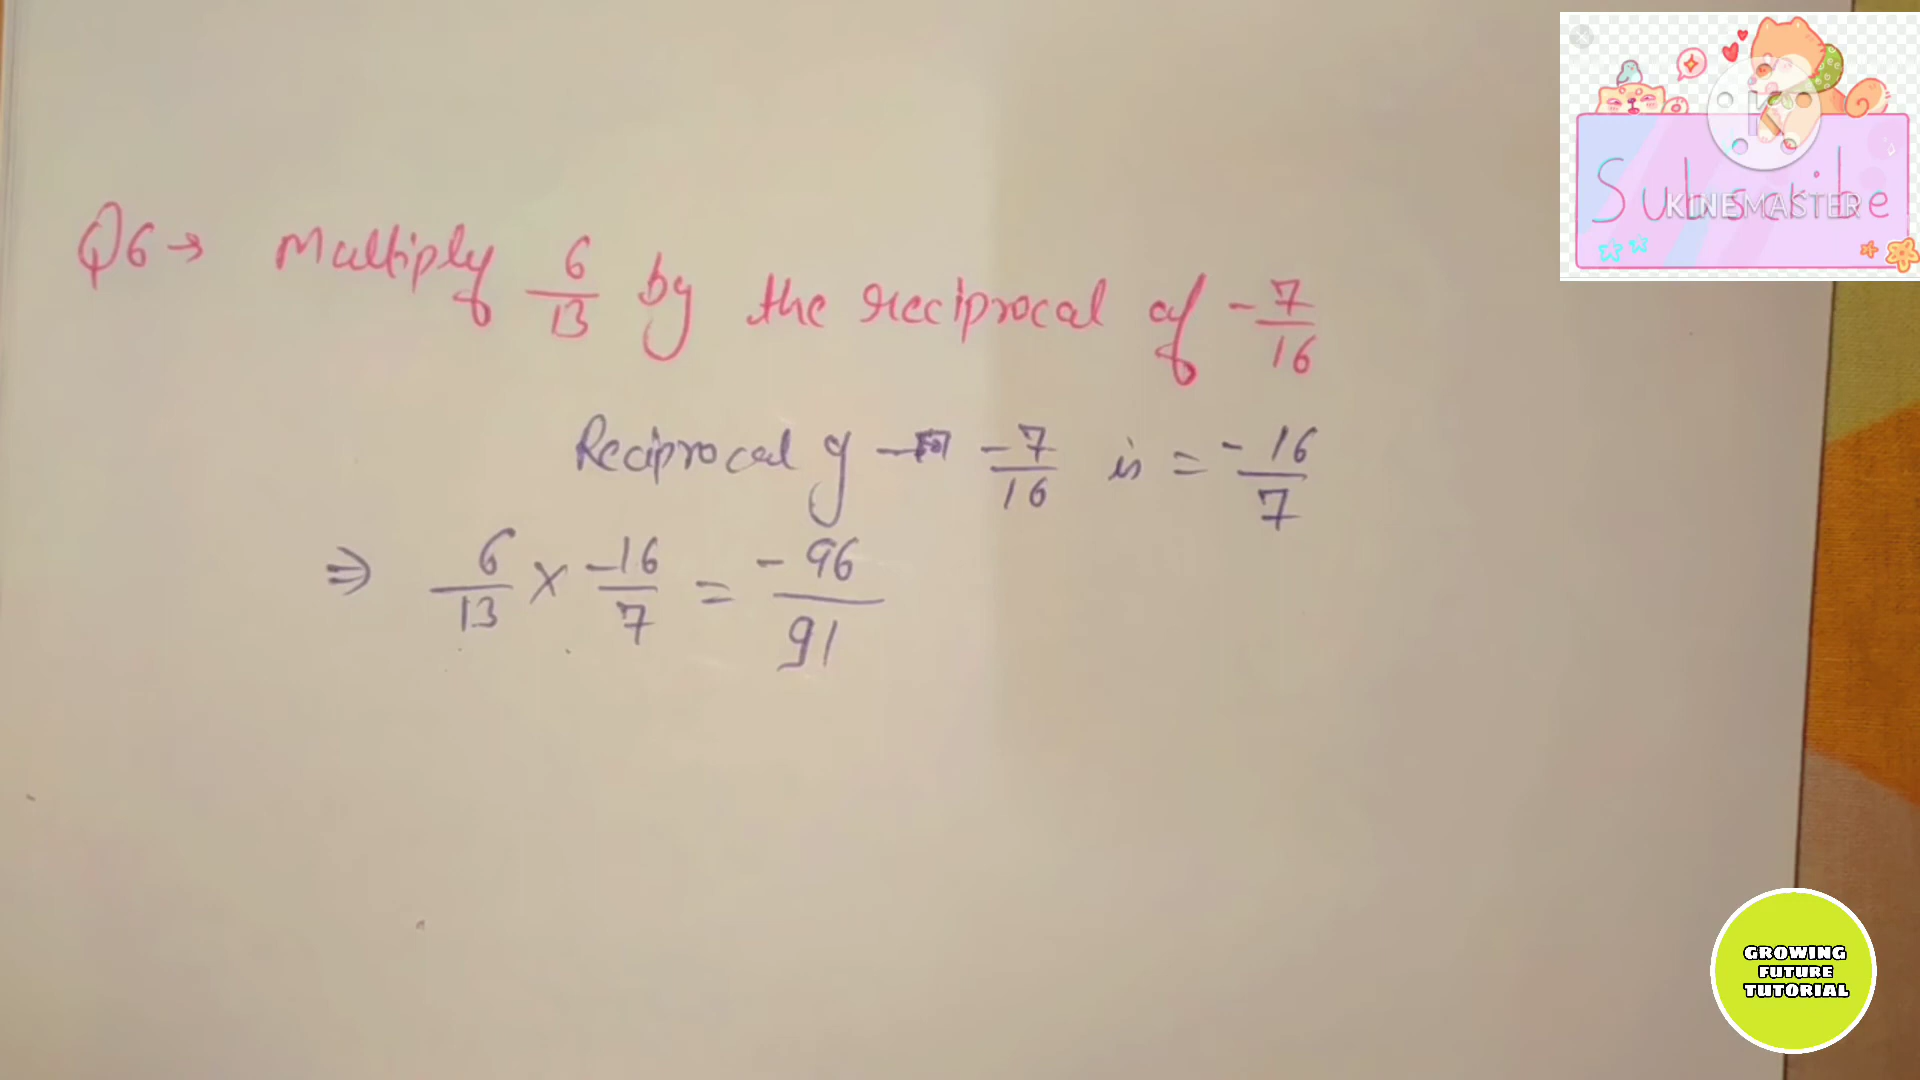 Q6→ Multiply 6/13 by the reciprocal of -7/16
Reciprocal of -7/16 is = -16/7
⇒ 6/13 × -16/7 = -96/91
Subscribe
KINEMASTER
GROWING
FUTURE
TUTORIAL